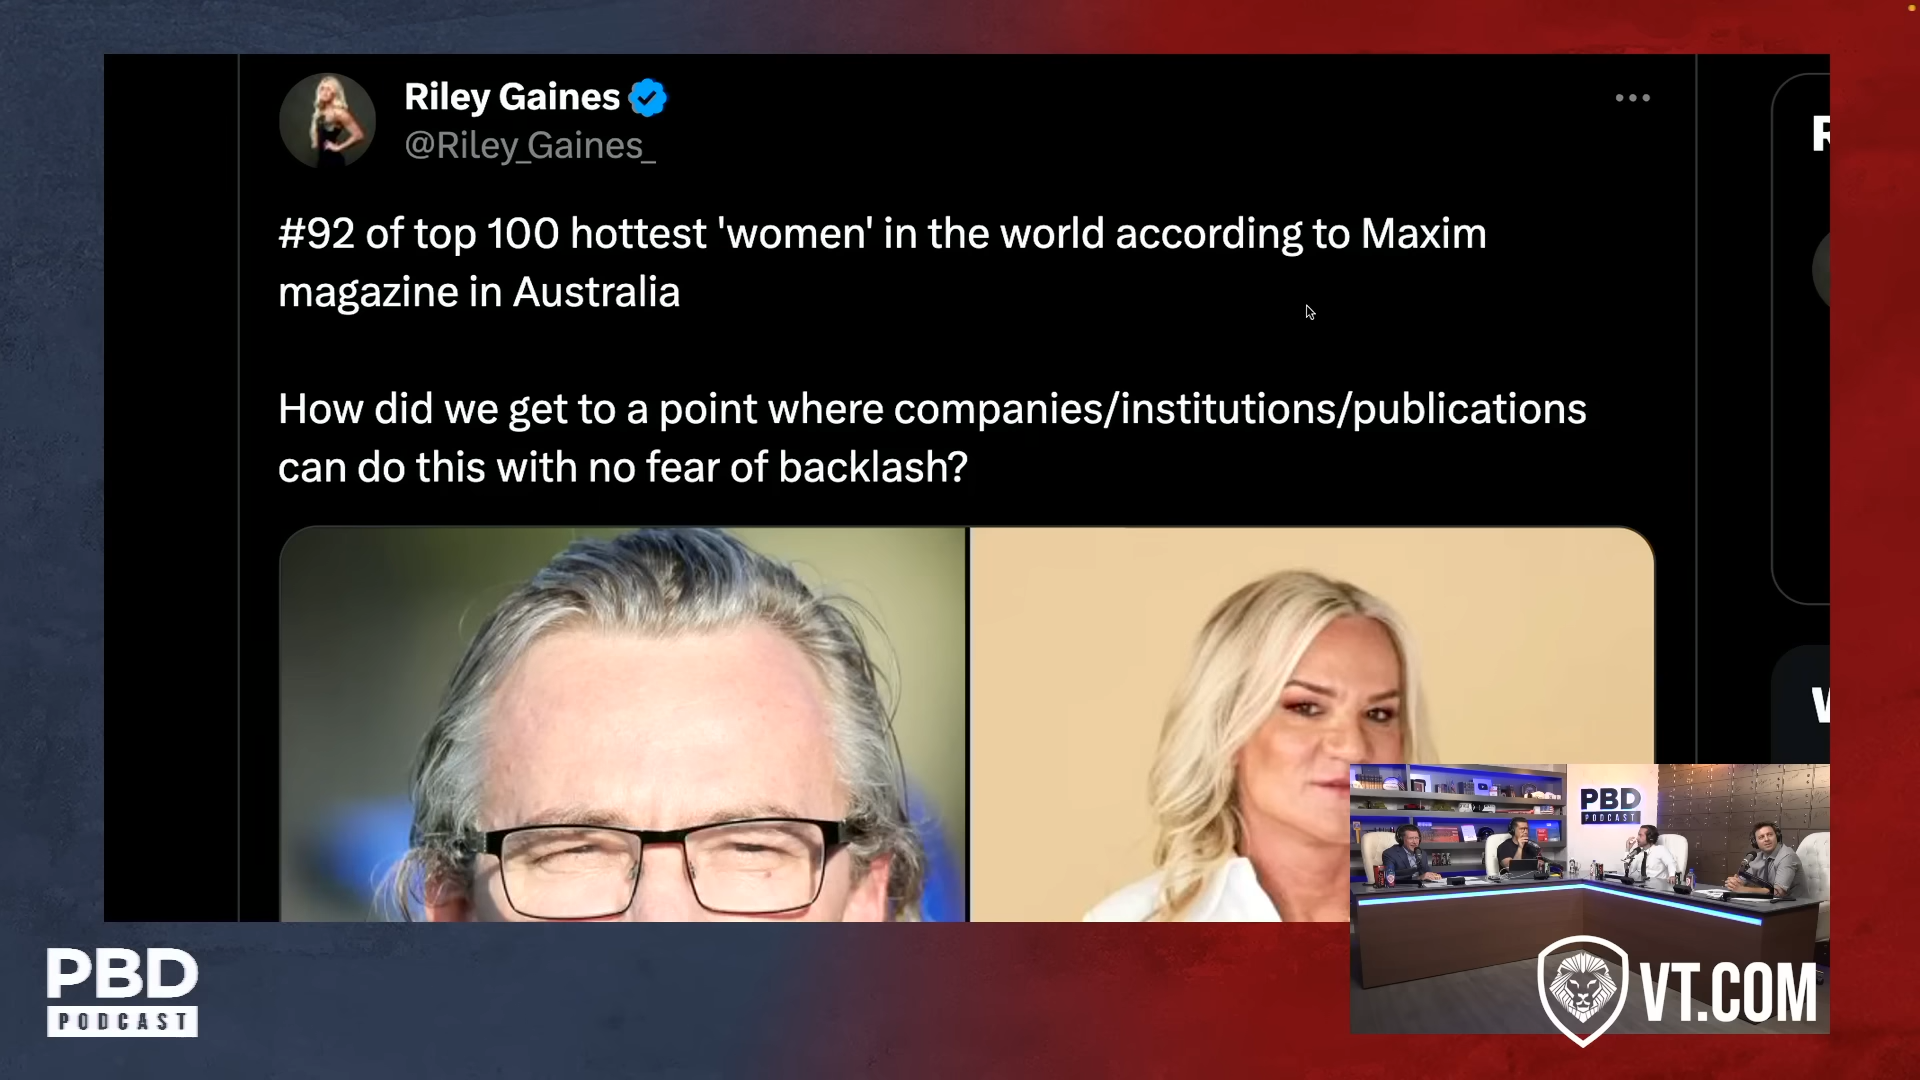 Riley Gaines
@Riley_Gaines_
#92 of top 100 hottest 'women' in the world according to Maxim
magazine in Australia
How did we get to a point where companies/institutions/publications
can do this with no fear of backlash?
PBD
PODCAST
PBD
PODCAST
VT.COM